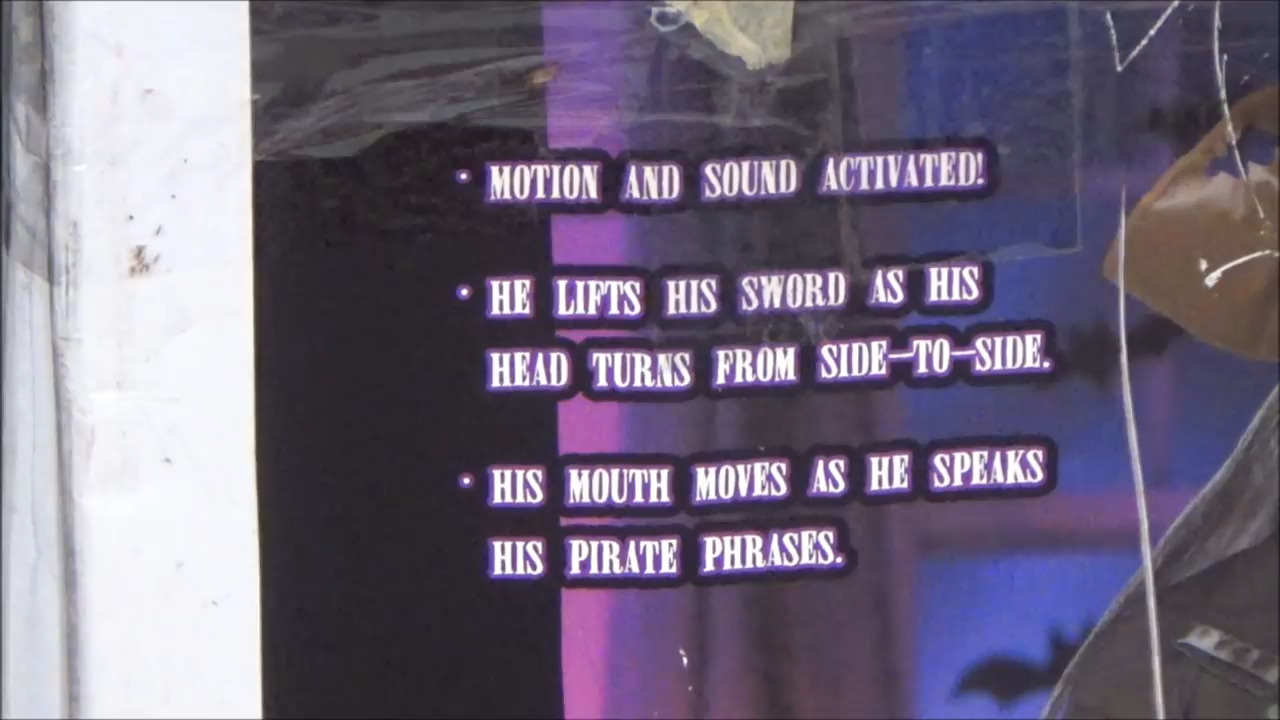 • MOTION AND SOUND ACTIVATED!
• HE LIFTS HIS SWORD AS HIS
HEAD TURNS FROM SIDE-TO-SIDE.
• HIS MOUTH MOVES AS HE SPEAKS
HIS PIRATE PHRASES.